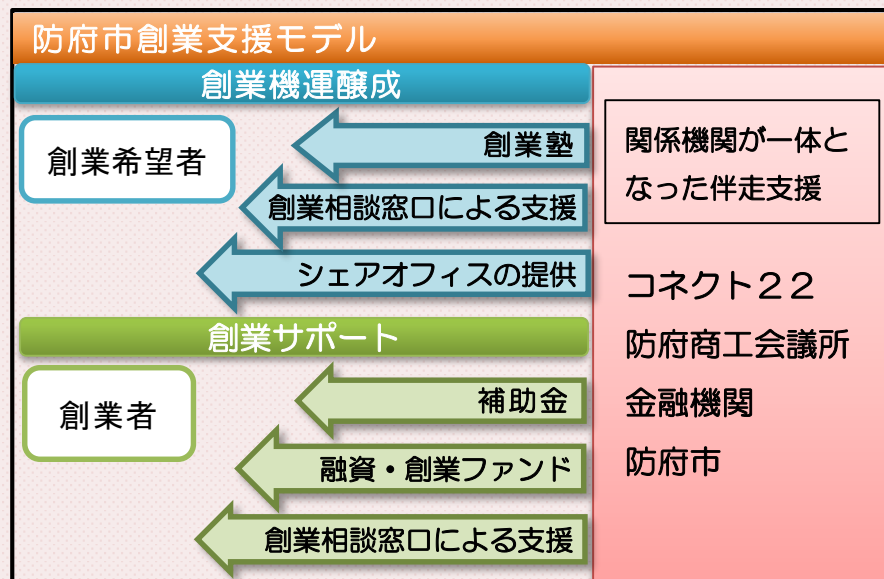 防府市創業支援モデル
創業機運醸成
創業希望者
創業塾
創業相談窓口による支援
シェアオフィスの提供
創業サポート
創業者
補助金
融資・創業ファンド
創業相談窓口による支援
関係機関が一体と
なった伴走支援
コネクト２２
防府商工会議所
金融機関
防府市